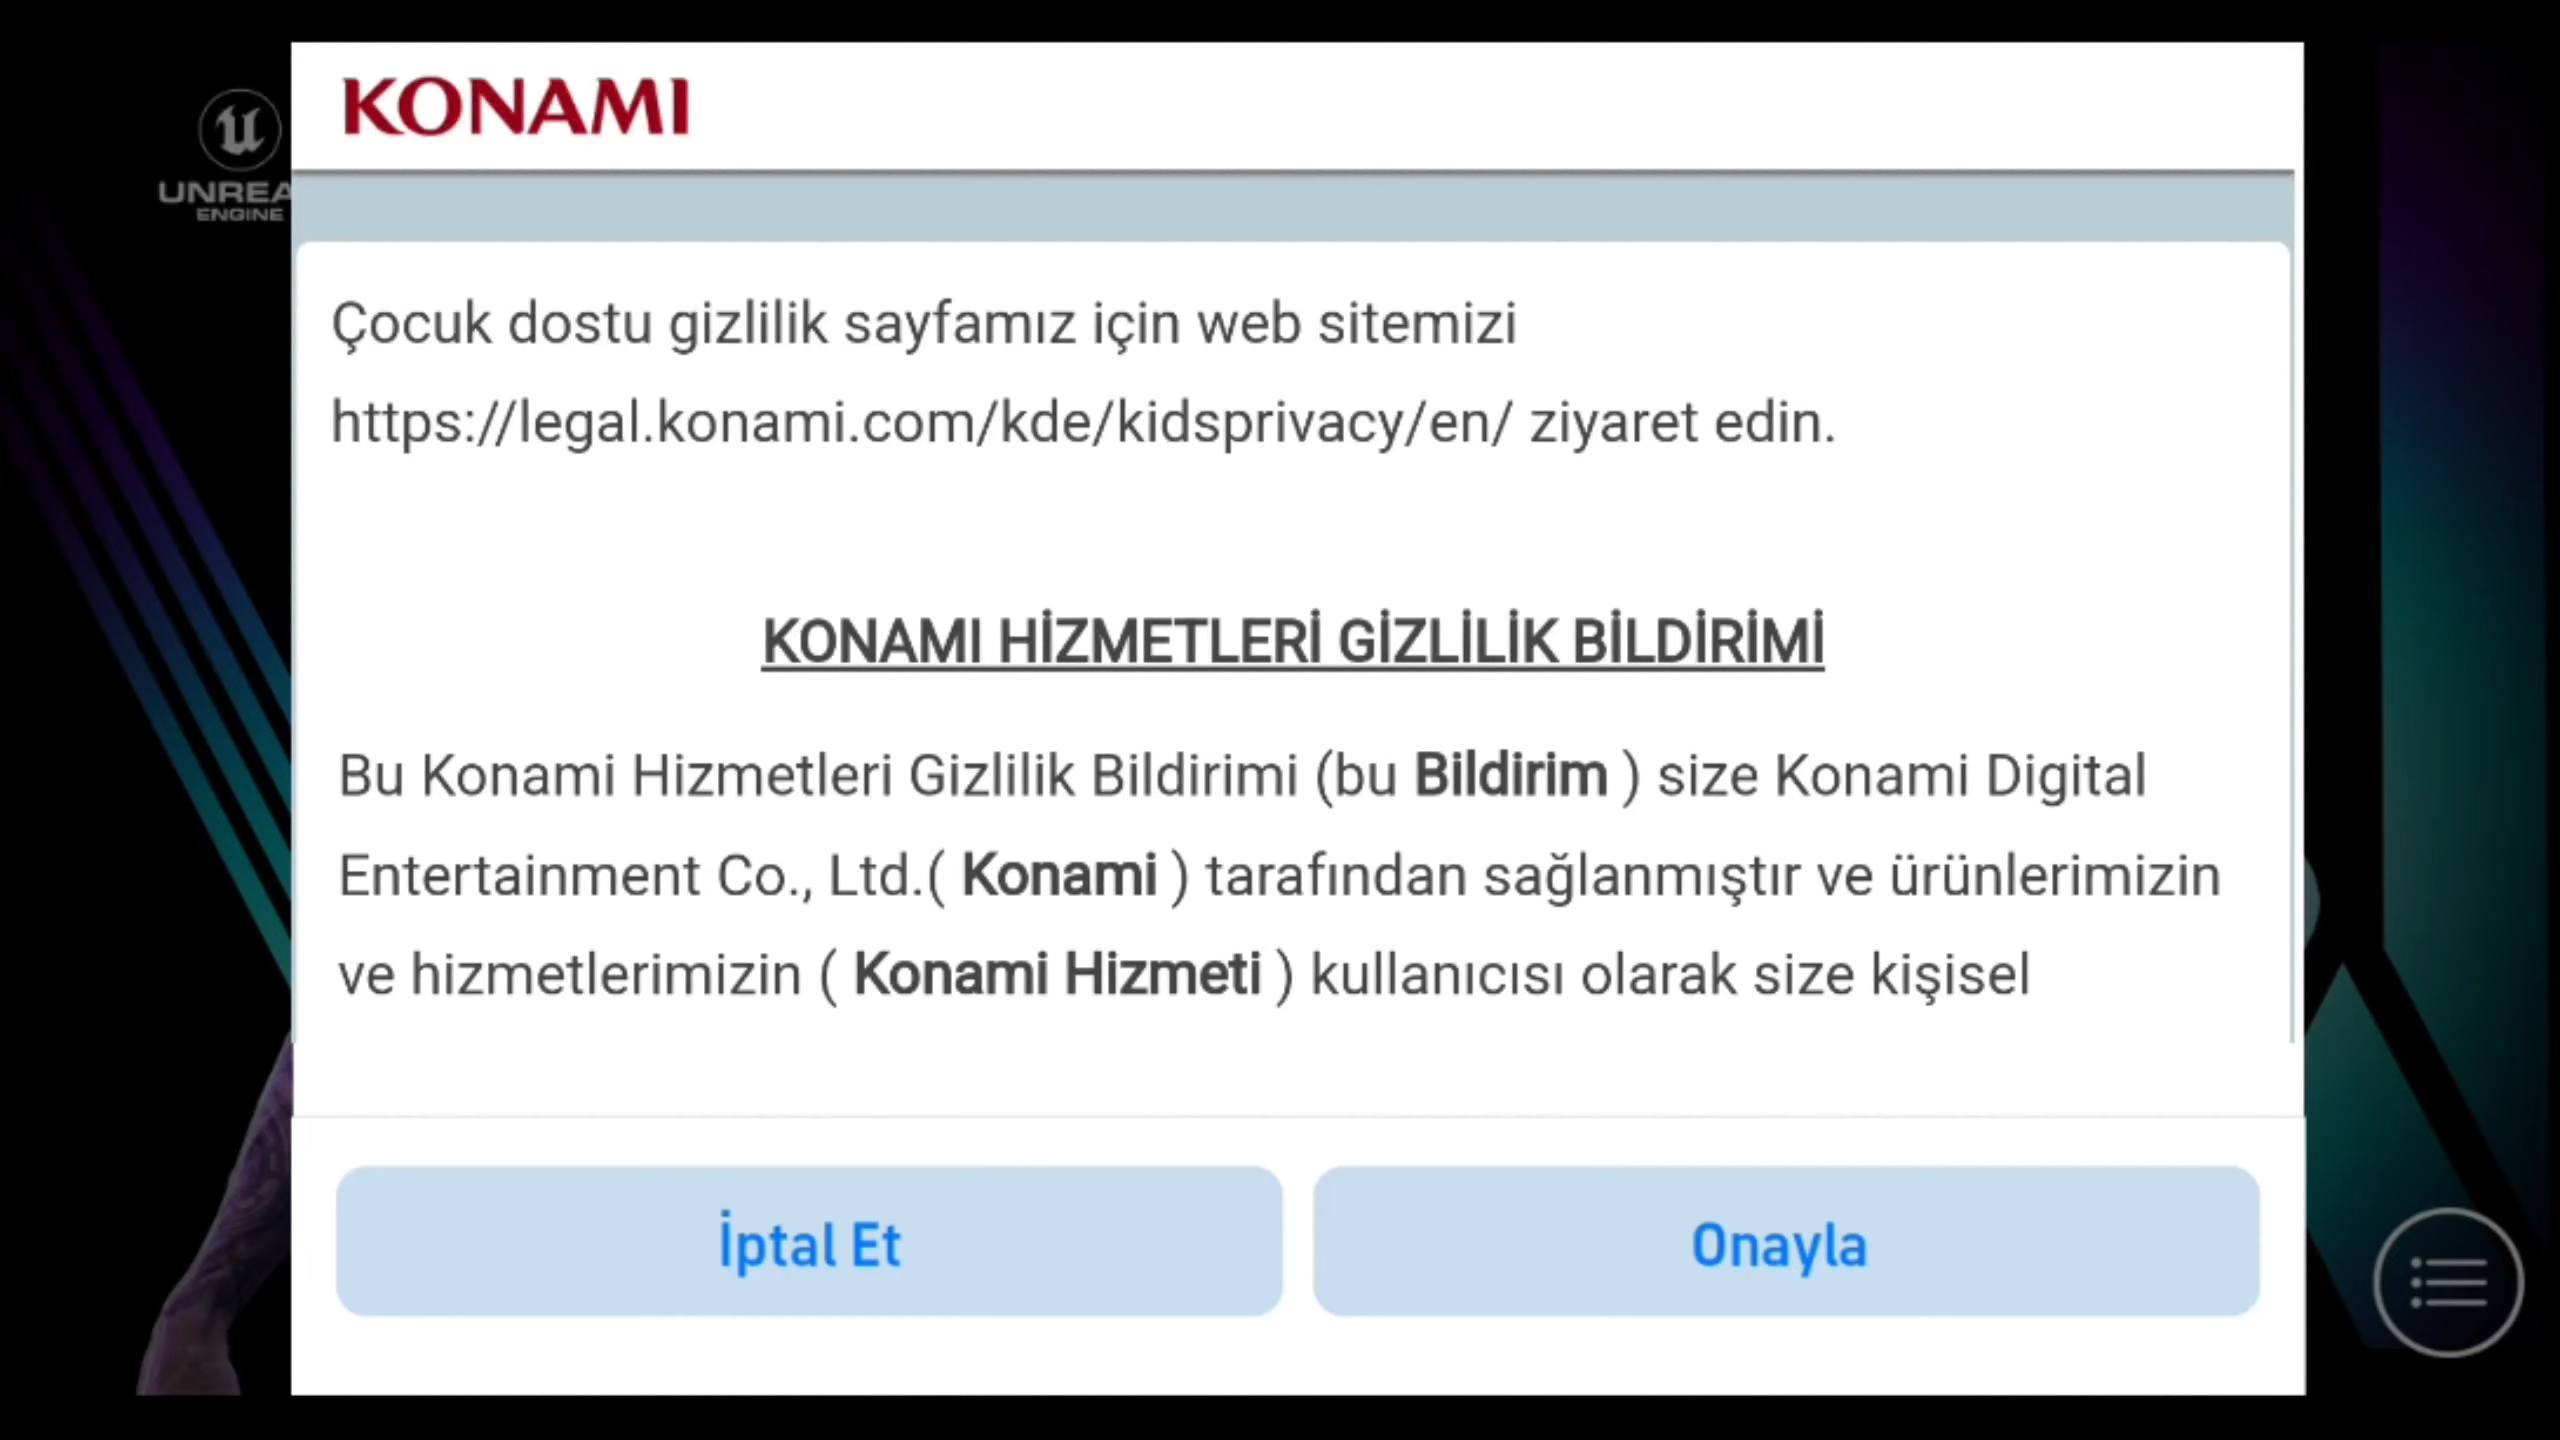 KONAMI
UNREA
ENGINE
Çocuk dostu gizlilik sayfamız için web sitemizi
https://legal.konami.com/kde/kidsprivacy/en/ ziyaret edin.
KONAMI HİZMETLERİ GİZLİLİK BİLDİRİMİ
Bu Konami Hizmetleri Gizlilik Bildirimi (bu Bildirim ) size Konami Digital
Entertainment Co., Ltd.( Konami ) tarafından sağlanmıştır ve ürünlerimizin
ve hizmetlerimizin ( Konami Hizmeti ) kullanıcısı olarak size kişisel
İptal Et
Onayla